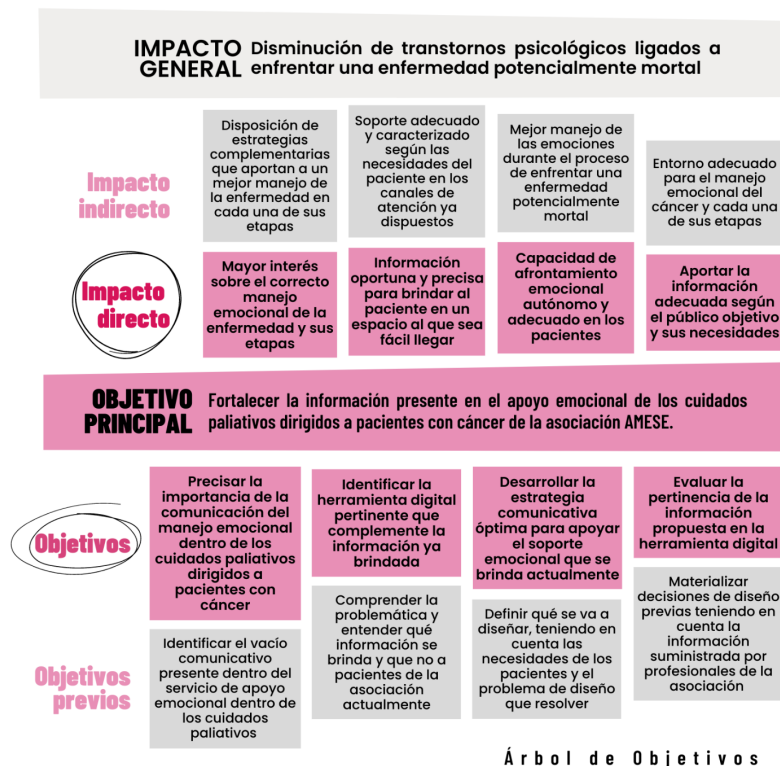 IMPACTO
GENERAL
Disminución de transtornos psicológicos ligados a
enfrentar una enfermedad potencialmente mortal
Impacto
indirecto
Disposición de
estrategias
complementarias
que aportan a un
mejor manejo de
la enfermedad en
cada una de sus
etapas
Soporte adecuado
y caracterizado
según las
necesidades del
paciente en los
canales de
atención ya
dispuestos
Mejor manejo de
las emociones
durante el proceso
de enfrentar una
enfermedad
potencialmente
mortal
Entorno adecuado
para el manejo
emocional del
cáncer y cada una
de sus etapas
Impacto
directo
Mayor interés
sobre el correcto
manejo
emocional de la
enfermedad y sus
etapas
Información
oportuna y precisa
para brindar al
paciente en un
espacio al que sea
fácil llegar
Capacidad de
afrontamiento
emocional
autónomo y
adecuado en los
pacientes
Aportar la
información
adecuada según
el público objetivo
y sus necesidades
OBJETIVO
PRINCIPAL
Fortalecer la información presente en el apoyo emocional de los cuidados
paliativos dirigidos a pacientes con cáncer de la asociación AMESE.
Objetivos
Precisar la
importancia de la
comunicación del
manejo emocional
dentro de los
cuidados paliativos
dirigidos a
pacientes con
cáncer
Identificar la
herramienta digital
pertinente que
complemente la
información ya
brindada
Desarrollar la
estrategia
comunicativa
óptima para apoyar
el soporte
emocional que se
brinda actualmente
Evaluar la
pertinencia de la
información
propuesta en la
herramienta digital
Objetivos
previos
Identificar el vacío
comunicativo
presente dentro del
servicio de apoyo
emocional dentro de
los cuidados
paliativos
Comprender la
problemática y
entender qué
información se
brinda y que no a
pacientes de la
asociación
actualmente
Definir qué se va a
diseñar, teniendo en
cuenta las
necesidades de los
pacientes y el
problema de diseño
que resolver
Materializar
decisiones de diseño
previas teniendo en
cuenta la
información
suministrada por
profesionales de la
asociación
Árbol de Objetivos